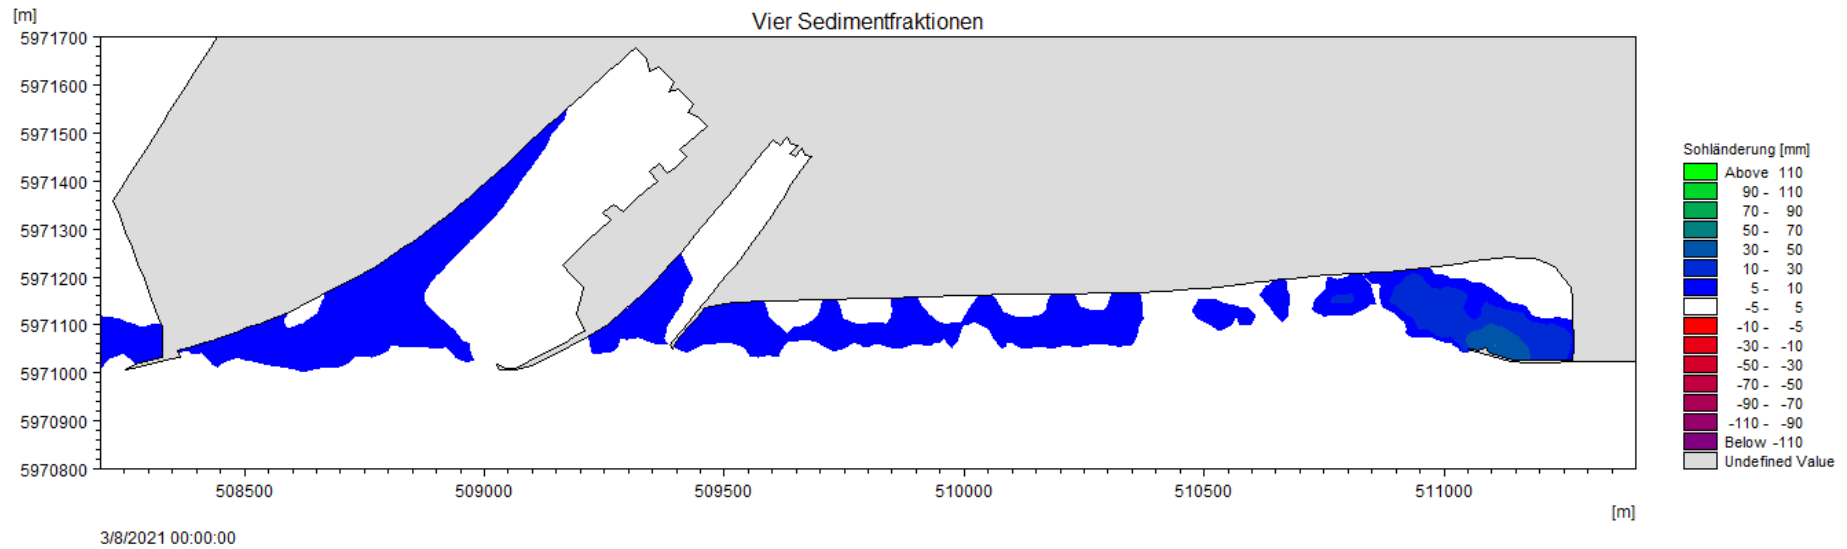 [m]
Vier Sedimentfraktionen
5971700
5971600
5971500
5971400
5971300
5971200
5971100
5971000
5970900
5970800
508500 509000 509500 510000 510500 511000
[m]
3/8/2021 00:00:00
Sohländerung [mm]
Above 110
90 - 110
70 - 90
50 - 70
30 - 50
10 - 30
5 - 10
-5 - 5
-10 - -5
-30 - -10
-50 - -30
-70 - -50
-90 - -70
-110 - -90
Below -110
Undefined Value